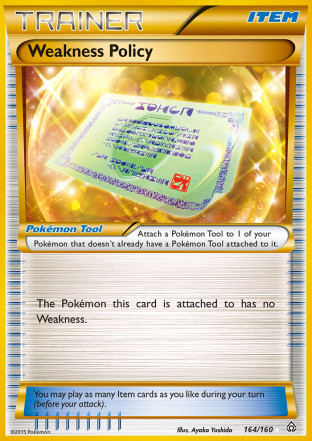 TRAINER
ITEM
Weakness Policy
Pokémon Tool
Attach a Pokémon Tool to 1 of your
Pokémon that doesn't already have a Pokémon Tool attached to it.
The Pokémon this card is attached to has no
Weakness.
You may play as many Item cards as you like during your turn
(before your attack).
©2015 Pokémon
Illus. Ayaka Yoshida
164/160